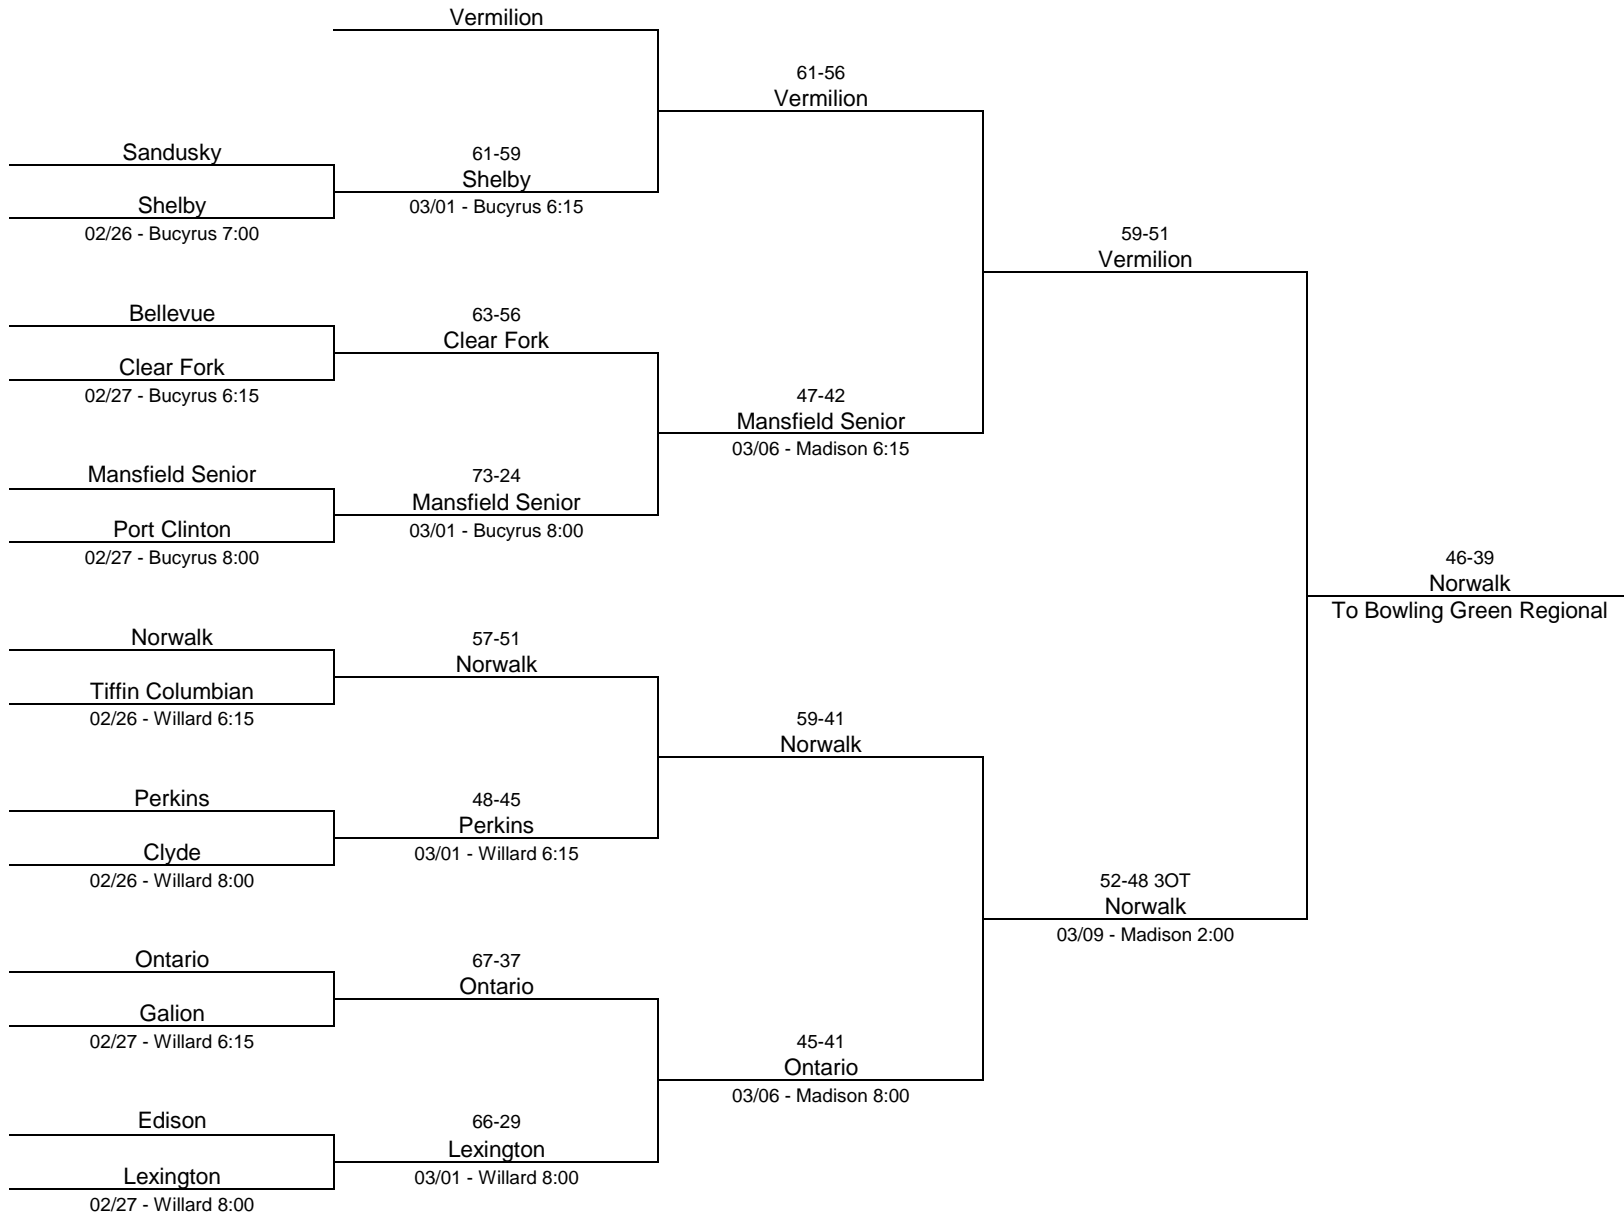 Vermilion
61-56
Vermilion
Sandusky
61-59
Shelby
Shelby
03/01 - Bucyrus 6:15
02/26 - Bucyrus 7:00
59-51
Vermilion
Bellevue
63-56
Clear Fork
Clear Fork
02/27 - Bucyrus 6:15
47-42
Mansfield Senior
03/06 - Madison 6:15
Mansfield Senior
73-24
Mansfield Senior
Port Clinton
03/01 - Bucyrus 8:00
02/27 - Bucyrus 8:00
46-39
Norwalk
To Bowling Green Regional
Norwalk
57-51
Norwalk
Tiffin Columbian
02/26 - Willard 6:15
59-41
Norwalk
Perkins
48-45
Perkins
Clyde
03/01 - Willard 6:15
02/26 - Willard 8:00
52-48 3OT
Norwalk
03/09 - Madison 2:00
Ontario
67-37
Ontario
Galion
02/27 - Willard 6:15
45-41
Ontario
03/06 - Madison 8:00
Edison
66-29
Lexington
Lexington
03/01 - Willard 8:00
02/27 - Willard 8:00